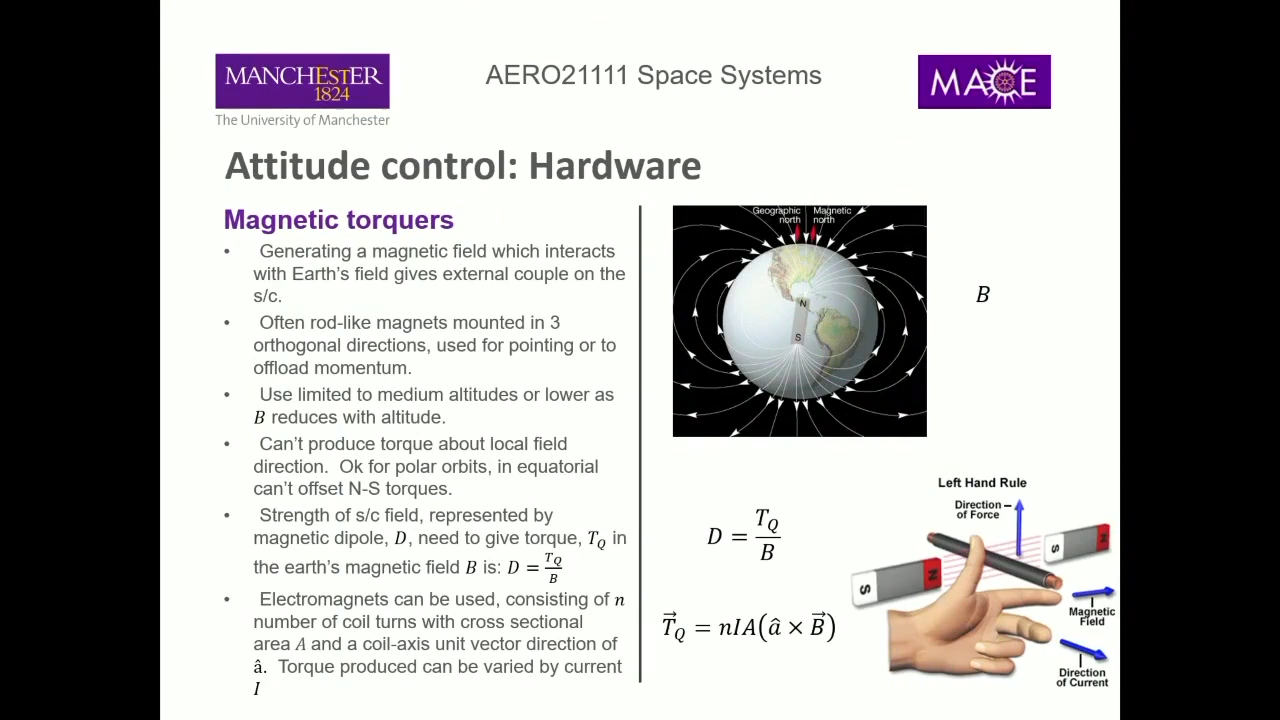 MANCHESTER
1824
The University of Manchester
AERO21111 Space Systems
MACE
Attitude control: Hardware
Magnetic torquers
• Generating a magnetic field which interacts
with Earth's field gives external couple on the
s/c.
• Often rod-like magnets mounted in 3
orthogonal directions, used for pointing or to
offload momentum.
• Use limited to medium altitudes or lower as
B reduces with altitude.
• Can't produce torque about local field
direction. Ok for polar orbits, in equatorial
can't offset N-S torques.
• Strength of s/c field, represented by
magnetic dipole, D, need to give torque, T_Q in
the earth's magnetic field B is: D = T_Q/B
• Electromagnets can be used, consisting of n
number of coil turns with cross sectional
area A and a coil-axis unit vector direction of
â. Torque produced can be varied by current
I
Geographic
north
Magnetic
north
N
S
B
D = T_Q/B
T⃗_Q = nIA(â × B⃗)
Left Hand Rule
Direction
of Force
S
N
S
N
Magnetic
Field
Direction
of Current